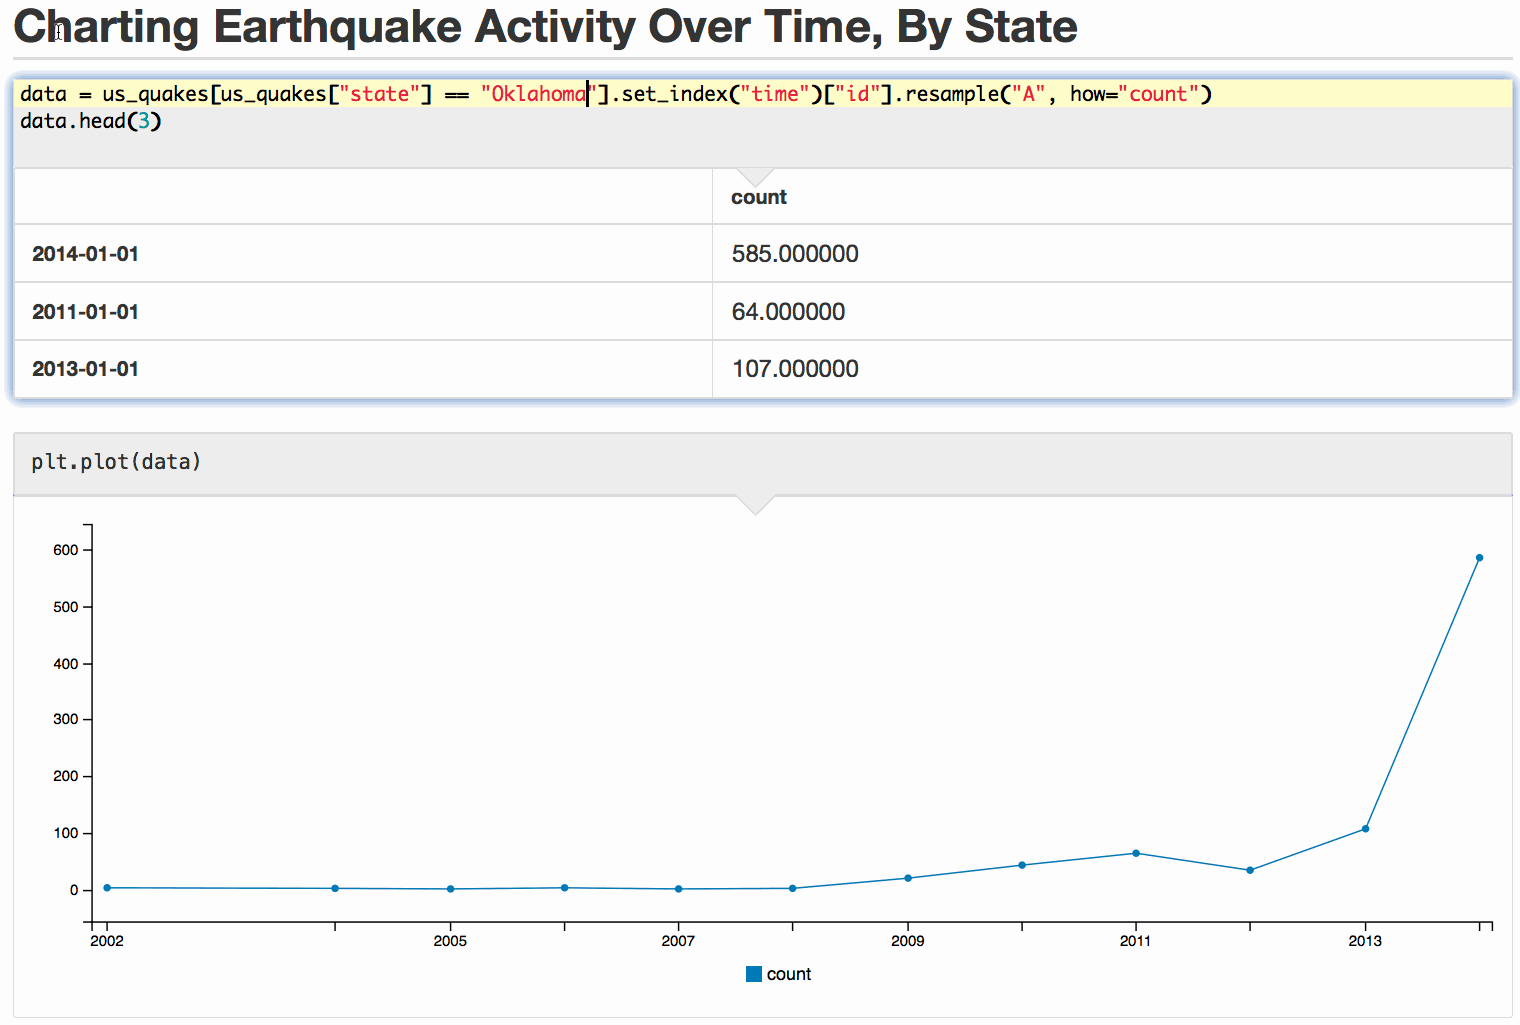 Charting Earthquake Activity Over Time, By State
data = us_quakes[us_quakes["state"] == "Oklahoma"].set_index("time")["id"].resample("A", how="count")
data.head(3)
count
2014-01-01 585.000000
2011-01-01 64.000000
2013-01-01 107.000000
plt.plot(data)
600
500
400
300
200
100
0
2002 2005 2007 2009 2011 2013
count